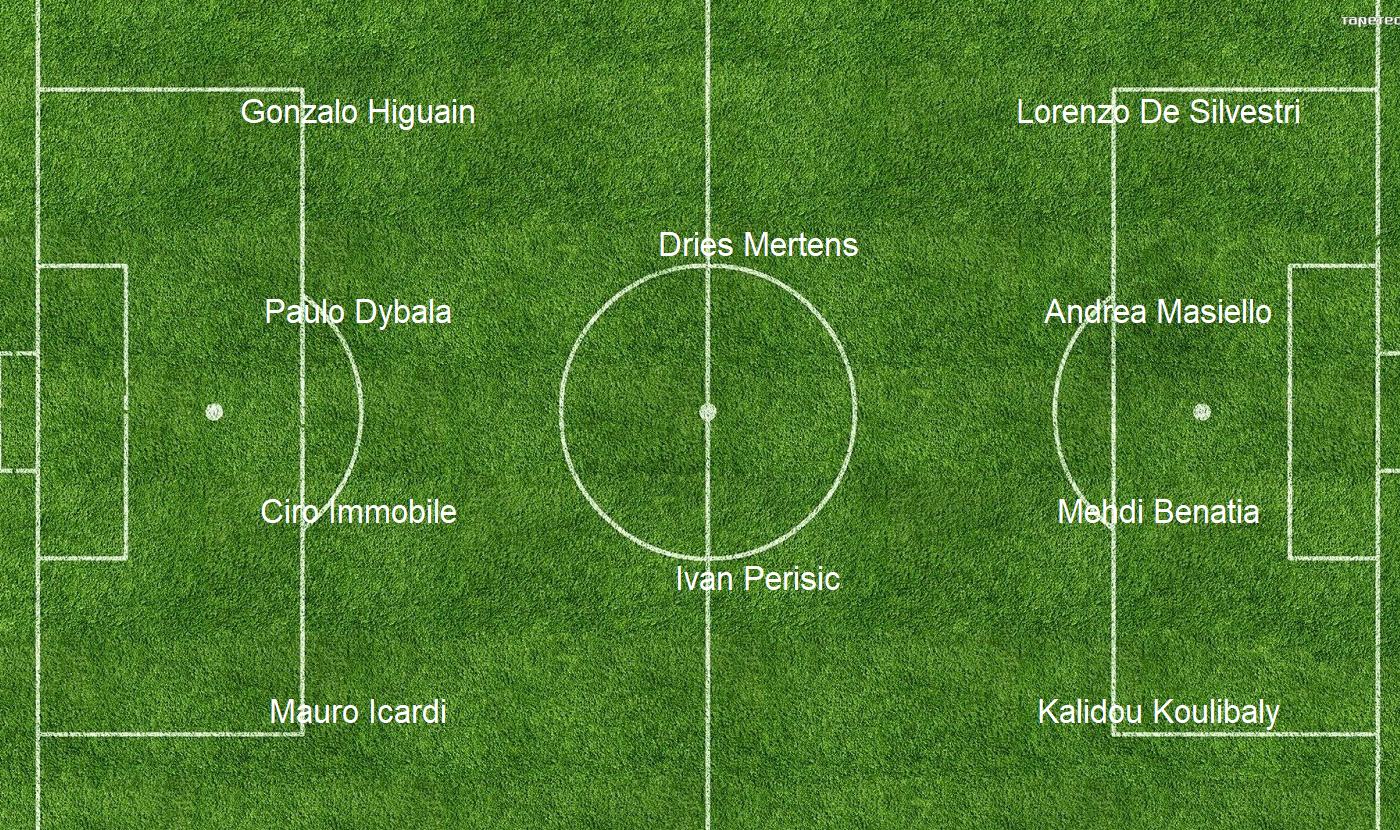 Gonzalo Higuain
Lorenzo De Silvestri
Dries Mertens
Paulo Dybala
Andrea Masiello
Ciro Immobile
Mehdi Benatia
Ivan Perisic
Mauro Icardi
Kalidou Koulibaly